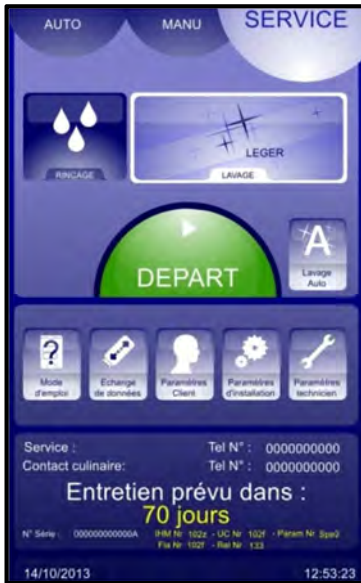 AUTO MANU SERVICE
LEGER
RINCAGE LAVAGE
DEPART
A
Lavage
Auto
?
Mode Echange Paramètres Paramètres Paramètres
d'emploi de données Client d'installation technicien
Service : Tel N° : 0000000000
Contact culinaire: Tel N° : 0000000000
Entretien prévu dans :
70 jours
N° Série : 000000000000A IHM Nr 102z - UC Nr 102f - Param Nr Spe0
Fla Nr 102f - Rel Nr 133
14/10/2013 12:53:23